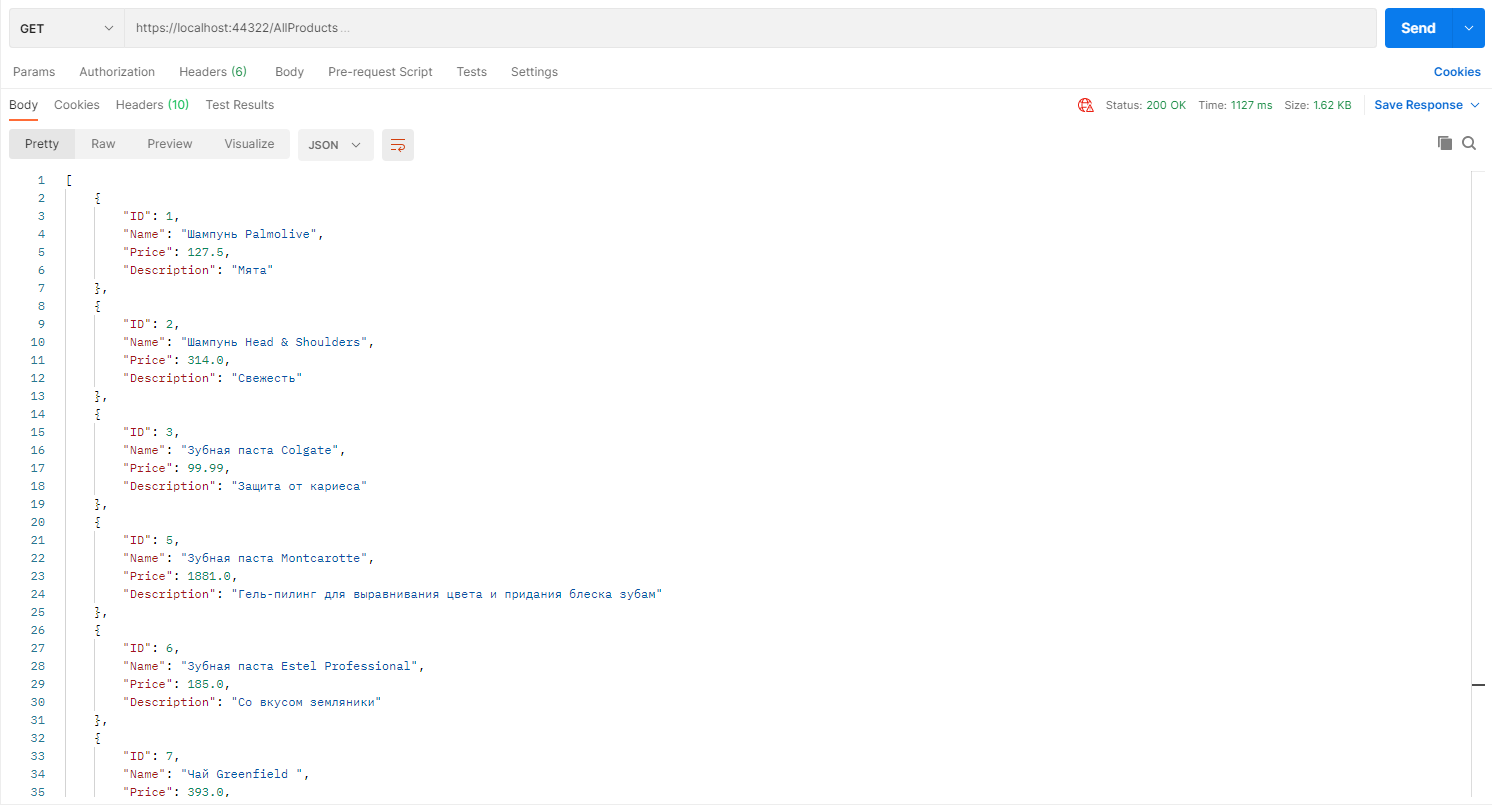 GET https://localhost:44322/AllProducts... Send
Params Authorization Headers (6) Body Pre-request Script Tests Settings Cookies
Body Cookies Headers (10) Test Results Status: 200 OK Time: 1127 ms Size: 1.62 KB Save Response
Pretty Raw Preview Visualize JSON
1 [
2 {
3 "ID": 1,
4 "Name": "Шампунь Palmolive",
5 "Price": 127.5,
6 "Description": "Мята"
7 },
8 {
9 "ID": 2,
10 "Name": "Шампунь Head & Shoulders",
11 "Price": 314.0,
12 "Description": "Свежесть"
13 },
14 {
15 "ID": 3,
16 "Name": "Зубная паста Colgate",
17 "Price": 99.99,
18 "Description": "Защита от кариеса"
19 },
20 {
21 "ID": 5,
22 "Name": "Зубная паста Montcarotte",
23 "Price": 1881.0,
24 "Description": "Гель-пилинг для выравнивания цвета и придания блеска зубам"
25 },
26 {
27 "ID": 6,
28 "Name": "Зубная паста Estel Professional",
29 "Price": 185.0,
30 "Description": "Со вкусом земляники"
31 },
32 {
33 "ID": 7,
34 "Name": "Чай Greenfield ",
35 "Price": 393.0,